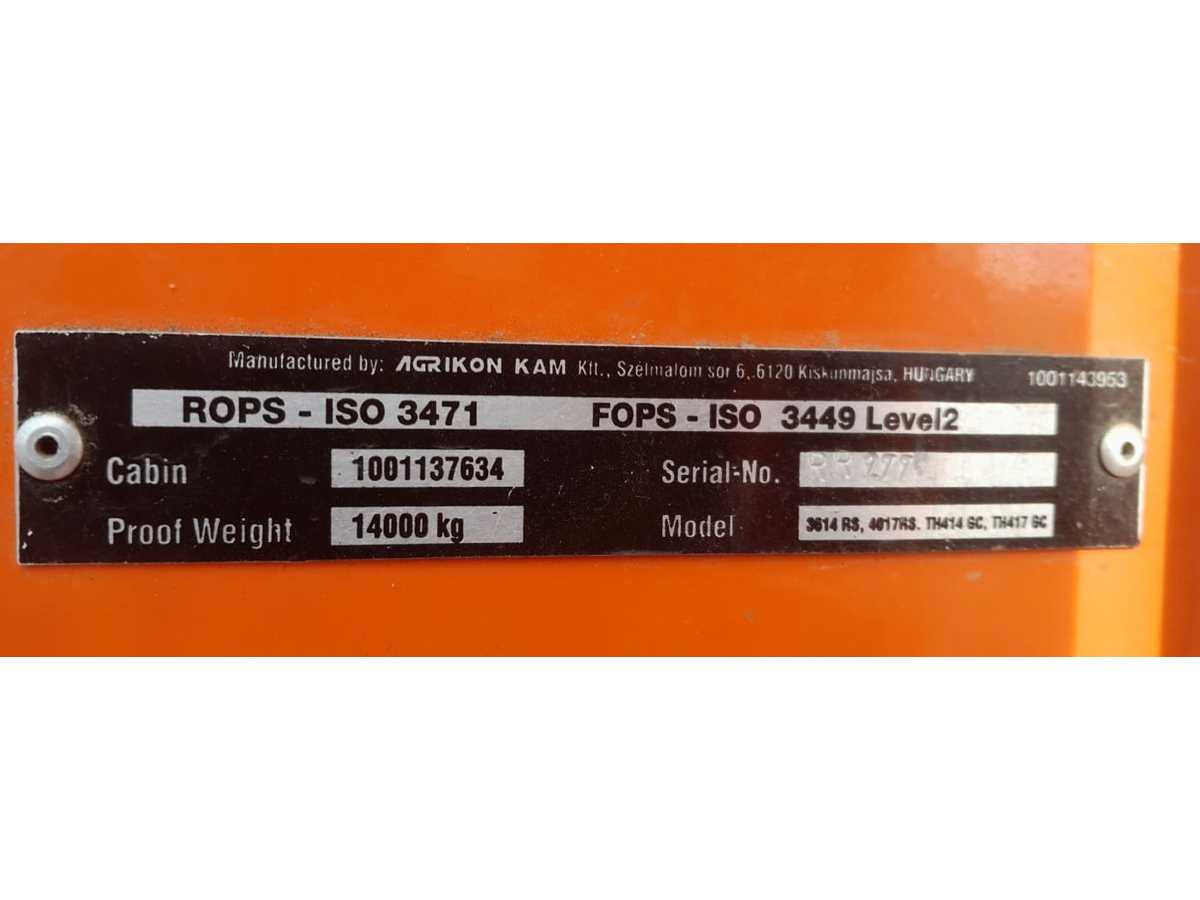 Manufactured by: AGRIKON KAM Kft., Szélmalom sor 6,.6120 Kiskunmajsa, HUNGARY 1001143953
ROPS - ISO 3471 FOPS - ISO 3449 Level2
Cabin 1001137634 Serial-No.
Proof Weight 14000 kg Model 3614 RS, 4017RS. TH414 GC, TH417 GC